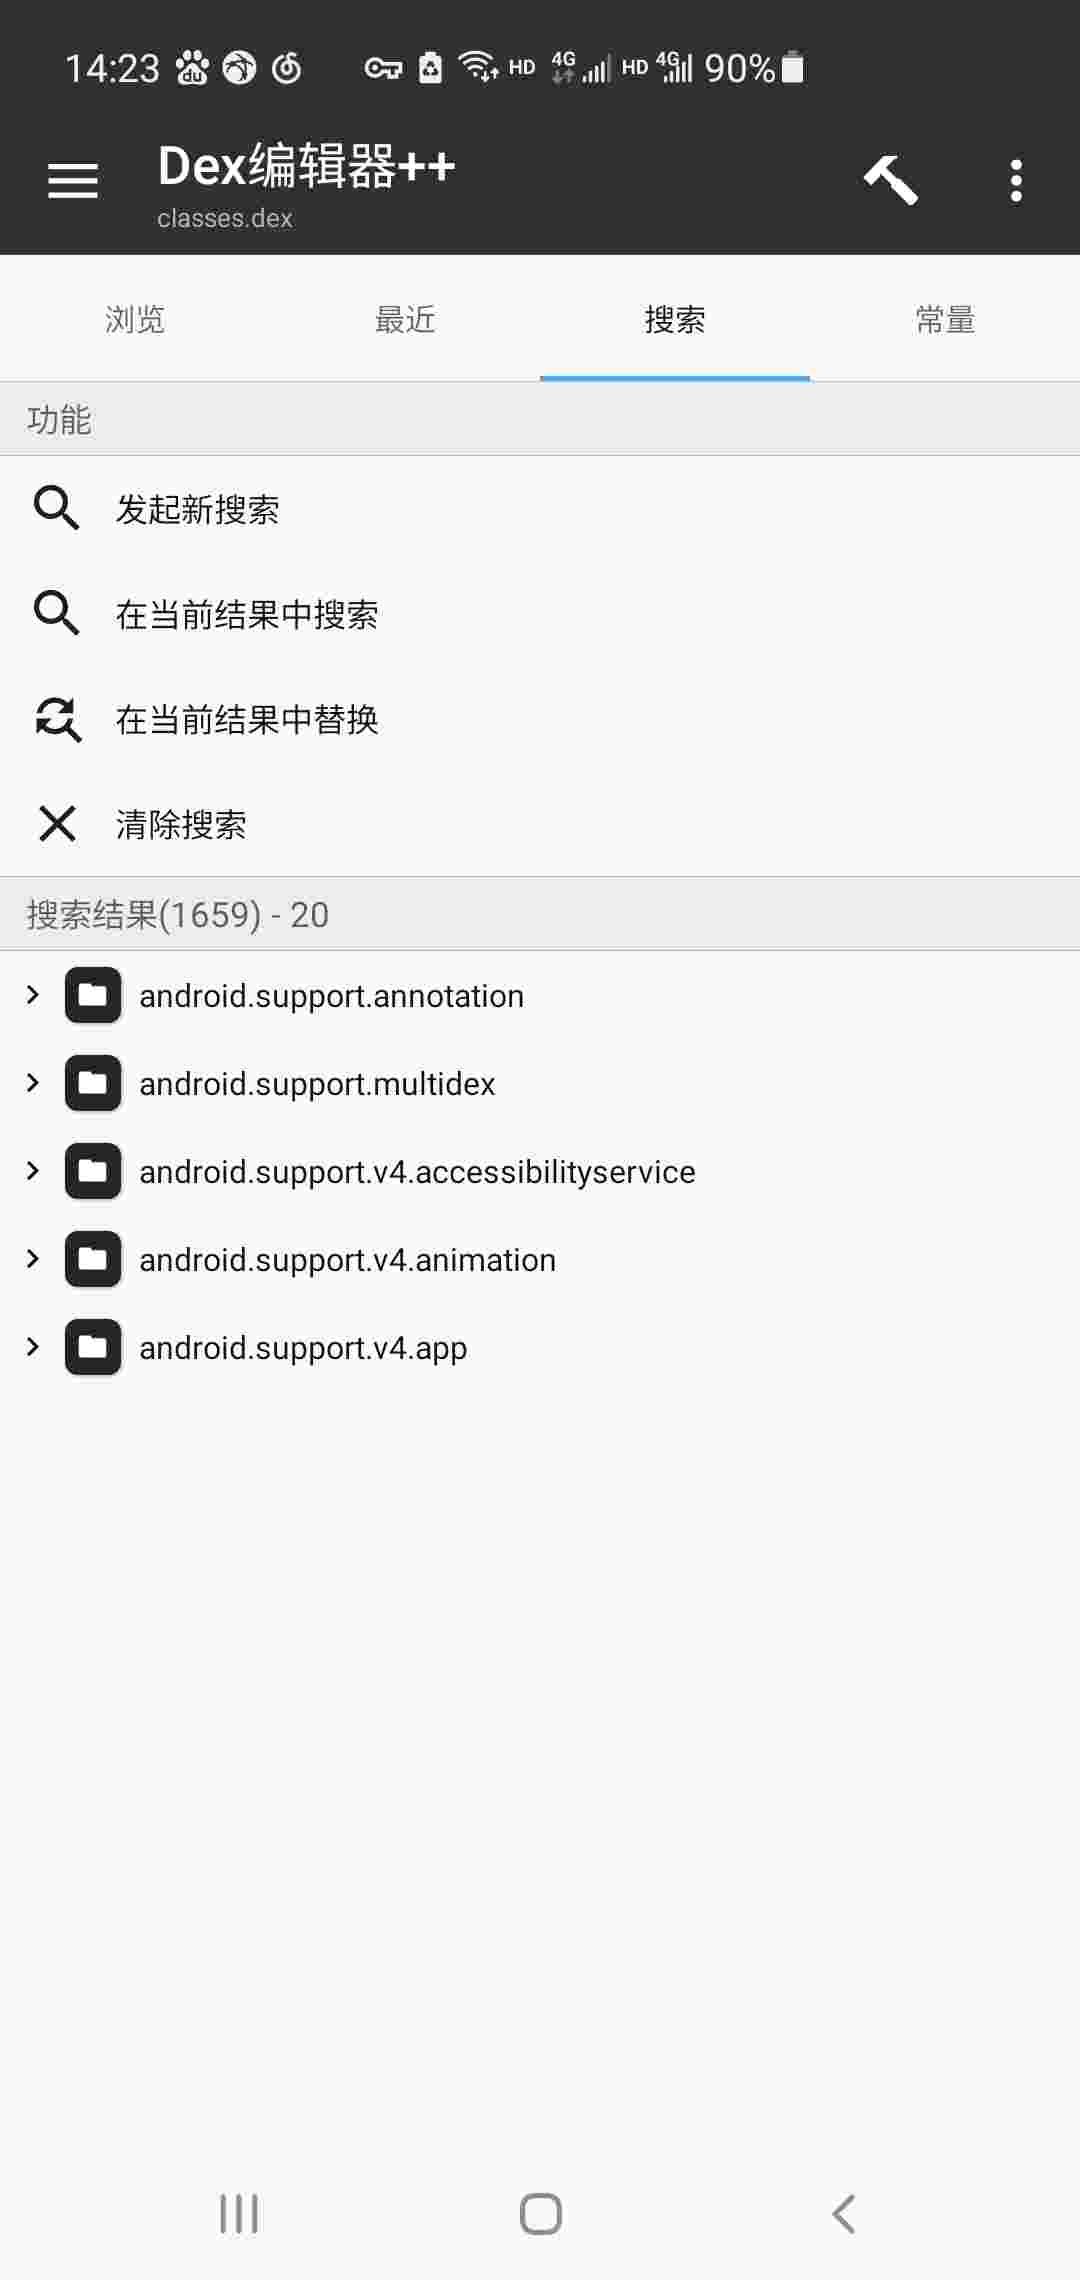 14:23 du HD 4G HD 4G 90%
Dex编辑器++
classes.dex
浏览 最近 搜索 常量
功能
发起新搜索
在当前结果中搜索
在当前结果中替换
清除搜索
搜索结果(1659) - 20
android.support.annotation
android.support.multidex
android.support.v4.accessibilityservice
android.support.v4.animation
android.support.v4.app